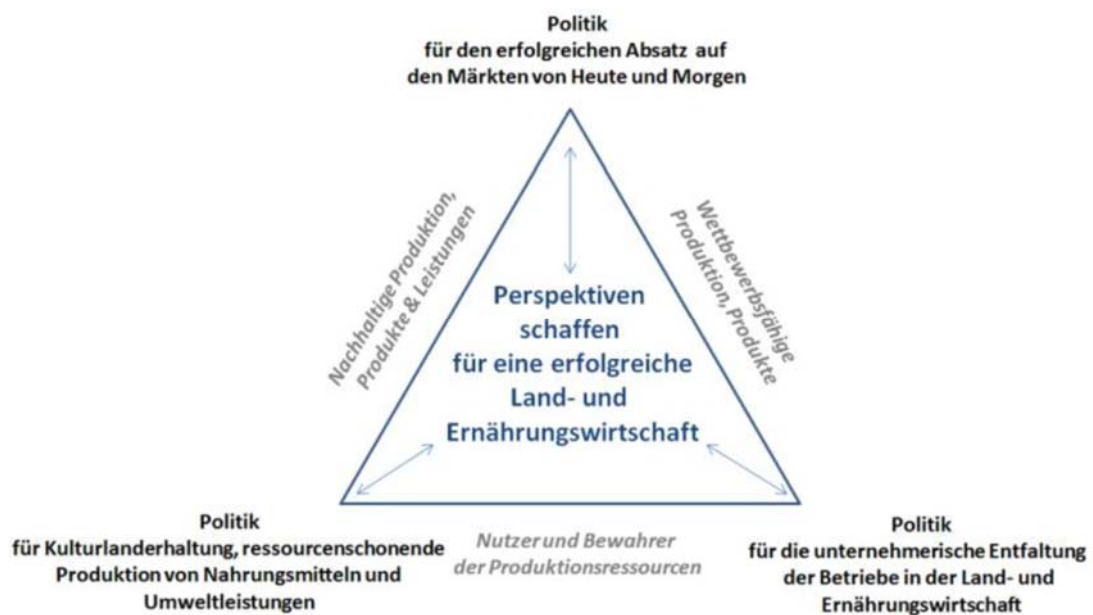 Politik
für den erfolgreichen Absatz auf
den Märkten von Heute und Morgen
Nachhaltige Produktion,
Produkte & Leistungen
Wettbewerbsfähige
Produktion, Produkte
Perspektiven
schaffen
für eine erfolgreiche
Land- und
Ernährungswirtschaft
Politik
für Kulturlanderhaltung, ressourcenschonende
Produktion von Nahrungsmitteln und
Umweltleistungen
Nutzer und Bewahrer
der Produktionsressourcen
Politik
für die unternehmerische Entfaltung
der Betriebe in der Land- und
Ernährungswirtschaft